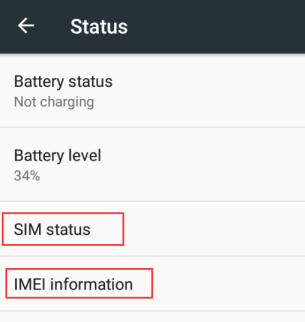 Status
Battery status
Not charging
Battery level
34%
SIM status
IMEI information